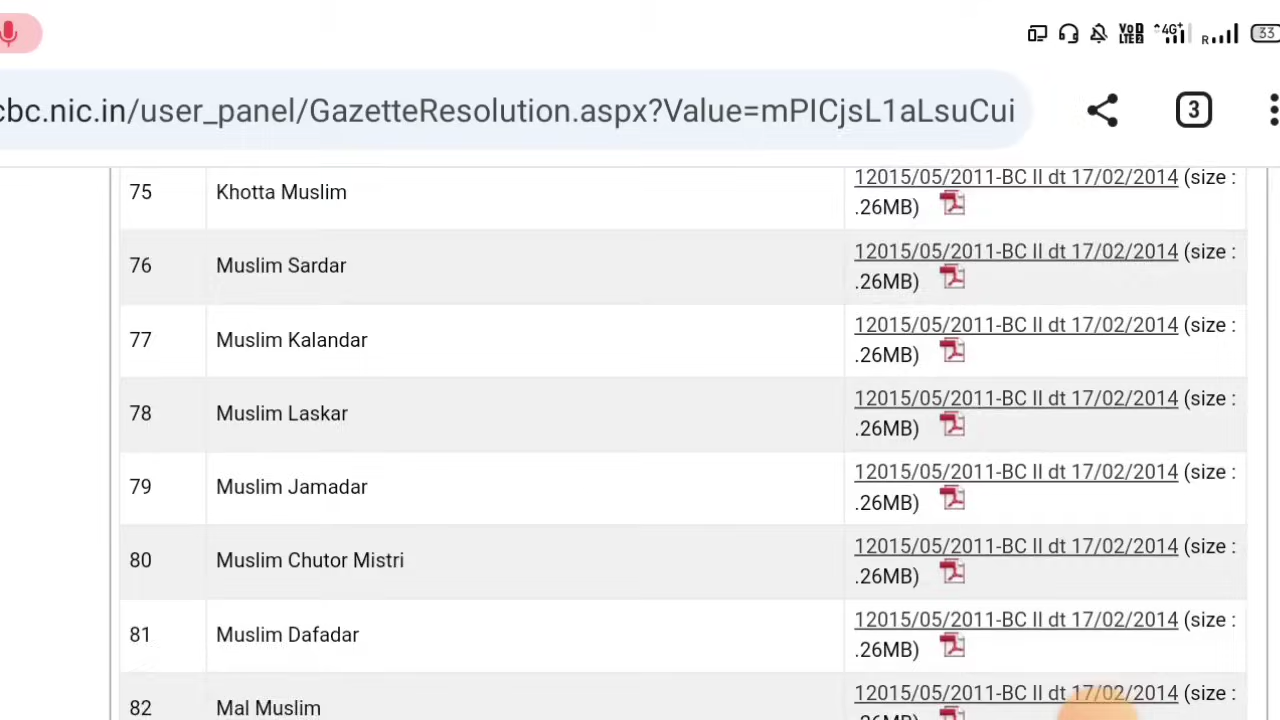 VoD
LTE2
4G+
R
33
cbc.nic.in/user_panel/GazetteResolution.aspx?Value=mPICjsL1aLsuCui
3
75 Khotta Muslim 12015/05/2011-BC II dt 17/02/2014 (size :
.26MB)
76 Muslim Sardar 12015/05/2011-BC II dt 17/02/2014 (size :
.26MB)
77 Muslim Kalandar 12015/05/2011-BC II dt 17/02/2014 (size :
.26MB)
78 Muslim Laskar 12015/05/2011-BC II dt 17/02/2014 (size :
.26MB)
79 Muslim Jamadar 12015/05/2011-BC II dt 17/02/2014 (size :
.26MB)
80 Muslim Chutor Mistri 12015/05/2011-BC II dt 17/02/2014 (size :
.26MB)
81 Muslim Dafadar 12015/05/2011-BC II dt 17/02/2014 (size :
.26MB)
82 Mal Muslim 12015/05/2011-BC II dt 17/02/2014 (size :
.26MB)